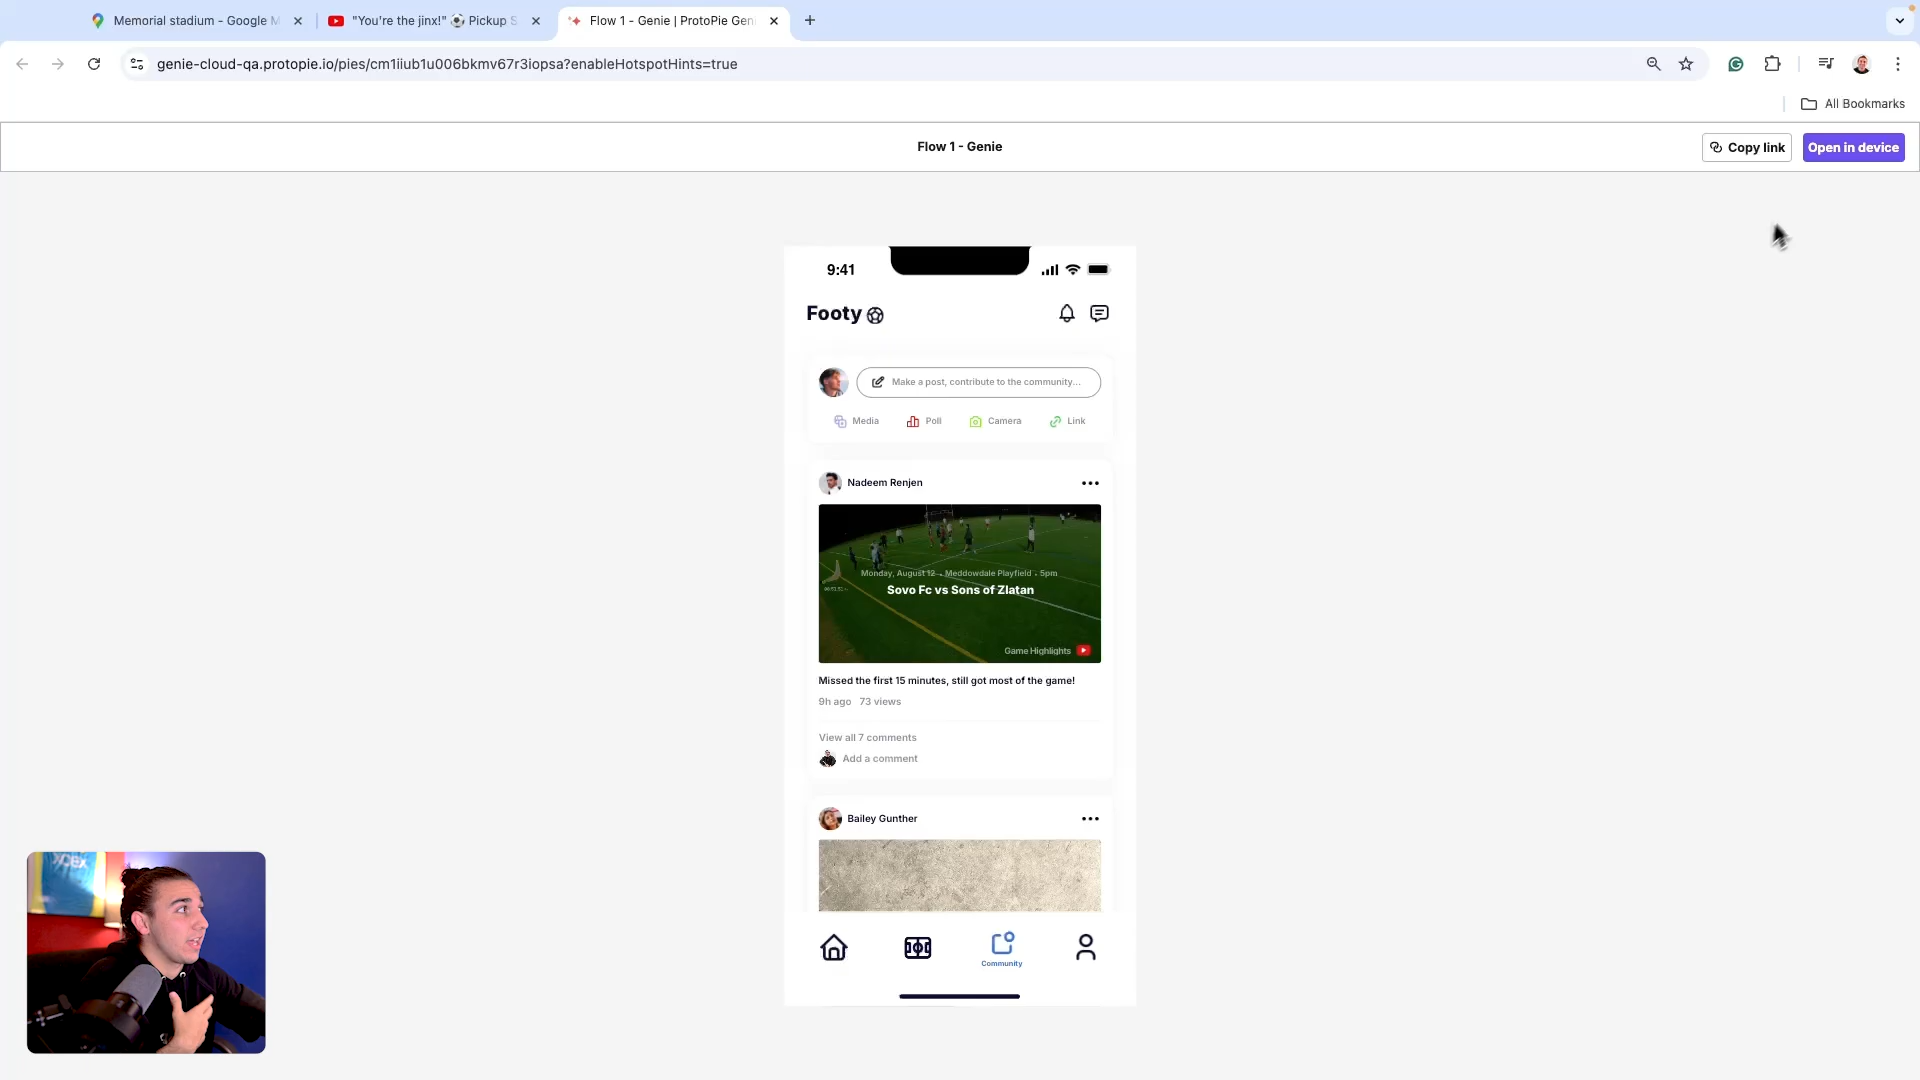 Memorial stadium - Google M
"You're the jinx!" ⚽ Pickup S
Flow 1 - Genie | ProtoPie Gen
genie-cloud-qa.protopie.io/pies/cm1iiub1u006bkmv67r3iopsa?enableHotspotHints=true
All Bookmarks
Flow 1 - Genie
Copy link
Open in device
9:41
Footy
Make a post, contribute to the community...
Media
Poll
Camera
Link
Nadeem Renjen
Monday, August 12 . Meddowdale Playfield . 5pm
Sovo Fc vs Sons of Zlatan
Game Highlights
Missed the first 15 minutes, still got most of the game!
9h ago 73 views
View all 7 comments
Add a comment
Bailey Gunther
Community